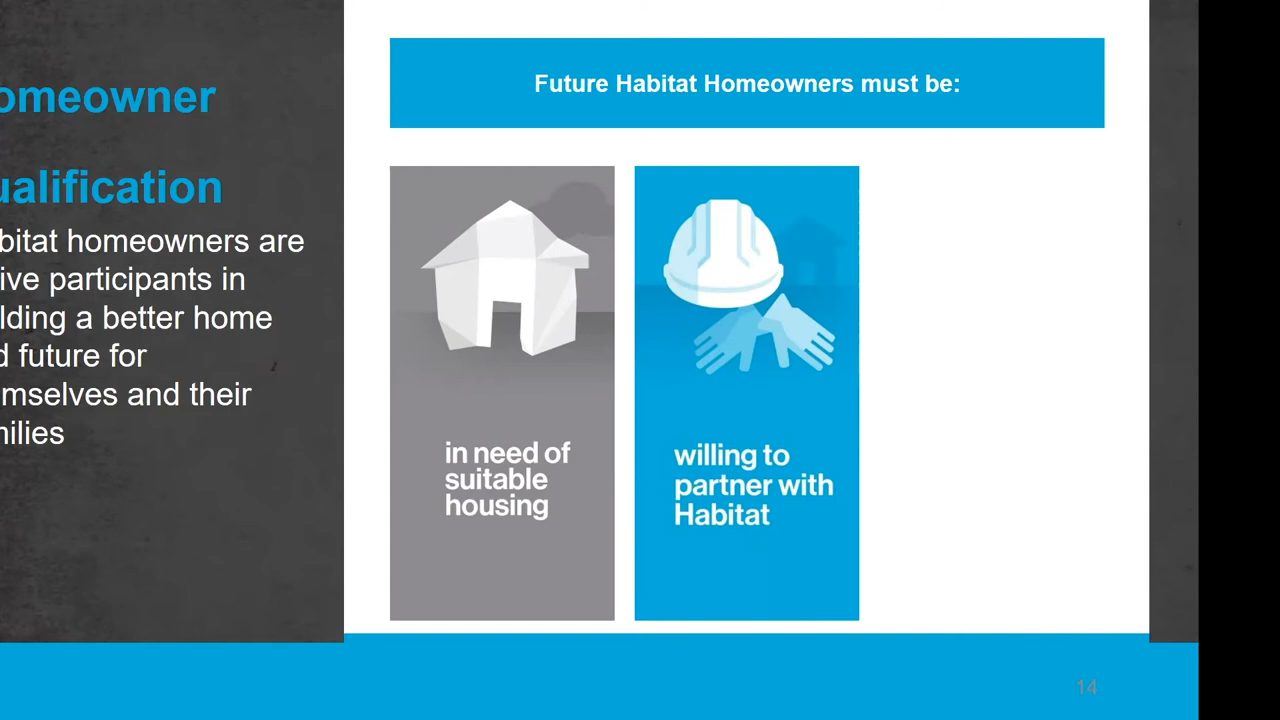 omeowner
ualification
bitat homeowners are
ive participants in
lding a better home
d future for
mselves and their
nilies
Future Habitat Homeowners must be:
in need of
suitable
housing
willing to
partner with
Habitat
14